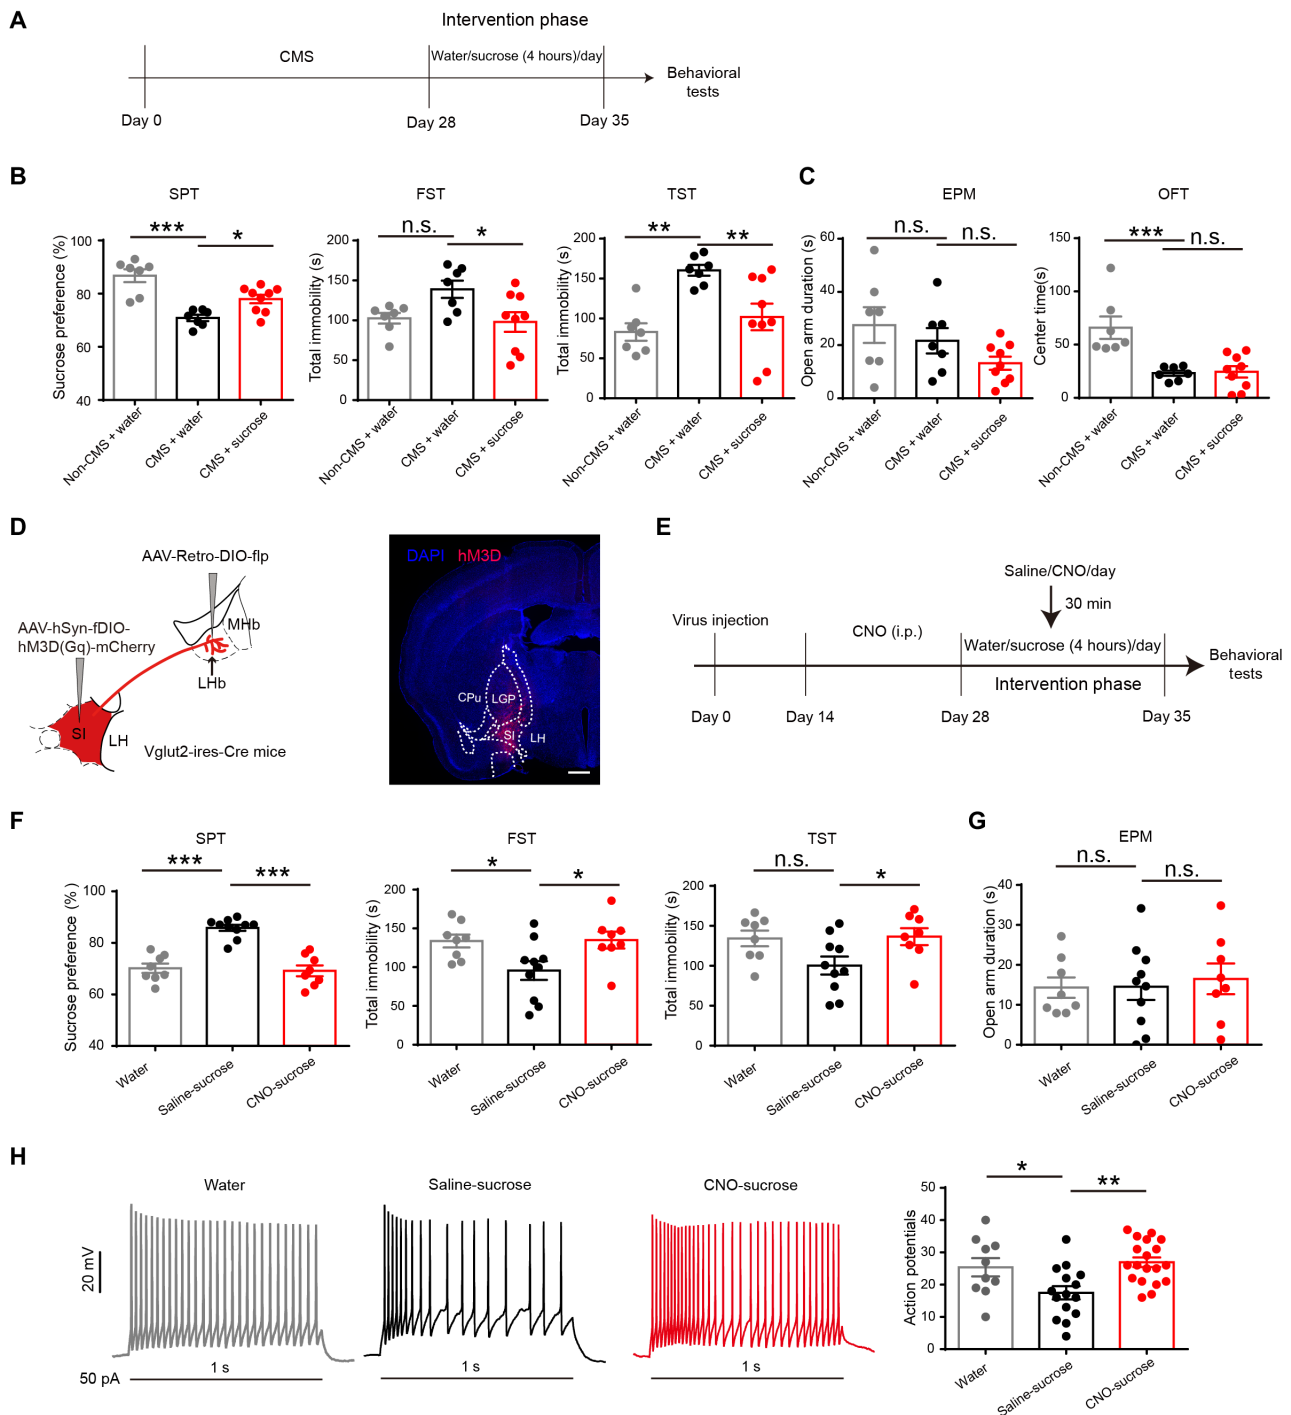 A
Intervention phase
CMS
Water/sucrose (4 hours)/day
Behavioral
tests
Day 0
Day 28
Day 35
B
SPT
***
*
Sucrose preference (%)
100
80
60
40
Non-CMS + water
CMS + water
CMS + sucrose
FST
n.s.
*
Total immobility (s)
200
150
100
50
0
Non-CMS + water
CMS + water
CMS + sucrose
TST
**
**
Total immobility (s)
200
150
100
50
0
Non-CMS + water
CMS + water
CMS + sucrose
C
EPM
n.s.
n.s.
Open arm duration (s)
60
40
20
0
Non-CMS + water
CMS + water
CMS + sucrose
OFT
***
n.s.
Center time(s)
150
100
50
0
Non-CMS + water
CMS + water
CMS + sucrose
D
AAV-Retro-DIO-flp
AAV-hSyn-fDIO-
hM3D(Gq)-mCherry
MHb
LHb
SI
LH
Vglut2-ires-Cre mice
DAPI hM3D
CPu
LGP
SI
LH
E
Saline/CNO/day
30 min
Virus injection
CNO (i.p.)
Water/sucrose (4 hours)/day
Intervention phase
Behavioral
tests
Day 0
Day 14
Day 28
Day 35
F
SPT
***
***
Sucrose preference (%)
100
80
60
40
Water
Saline-sucrose
CNO-sucrose
FST
*
*
Total immobility (s)
200
150
100
50
0
Water
Saline-sucrose
CNO-sucrose
TST
n.s.
*
Total immobility (s)
200
150
100
50
0
Water
Saline-sucrose
CNO-sucrose
G
EPM
n.s.
n.s.
Open arm duration (s)
40
30
20
10
0
Water
Saline-sucrose
CNO-sucrose
H
Water
Saline-sucrose
CNO-sucrose
20 mV
1 s
1 s
1 s
50 pA
*
**
Action potentials
50
40
30
20
10
0
Water
Saline-sucrose
CNO-sucrose